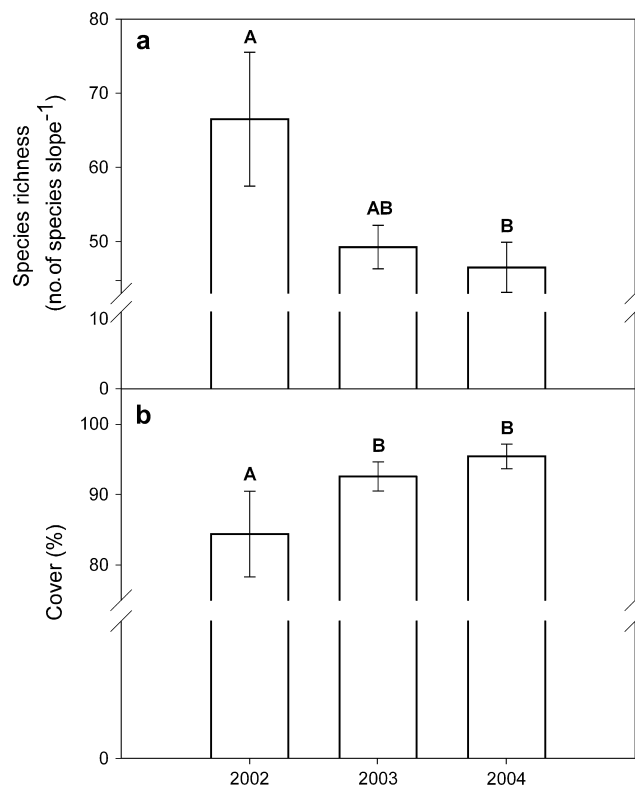 80
a
A
70
60
AB
B
50
10
0
Species richness
(no. of species slope-1)
b
100
B
B
A
90
80
0
Cover (%)
2002 2003 2004